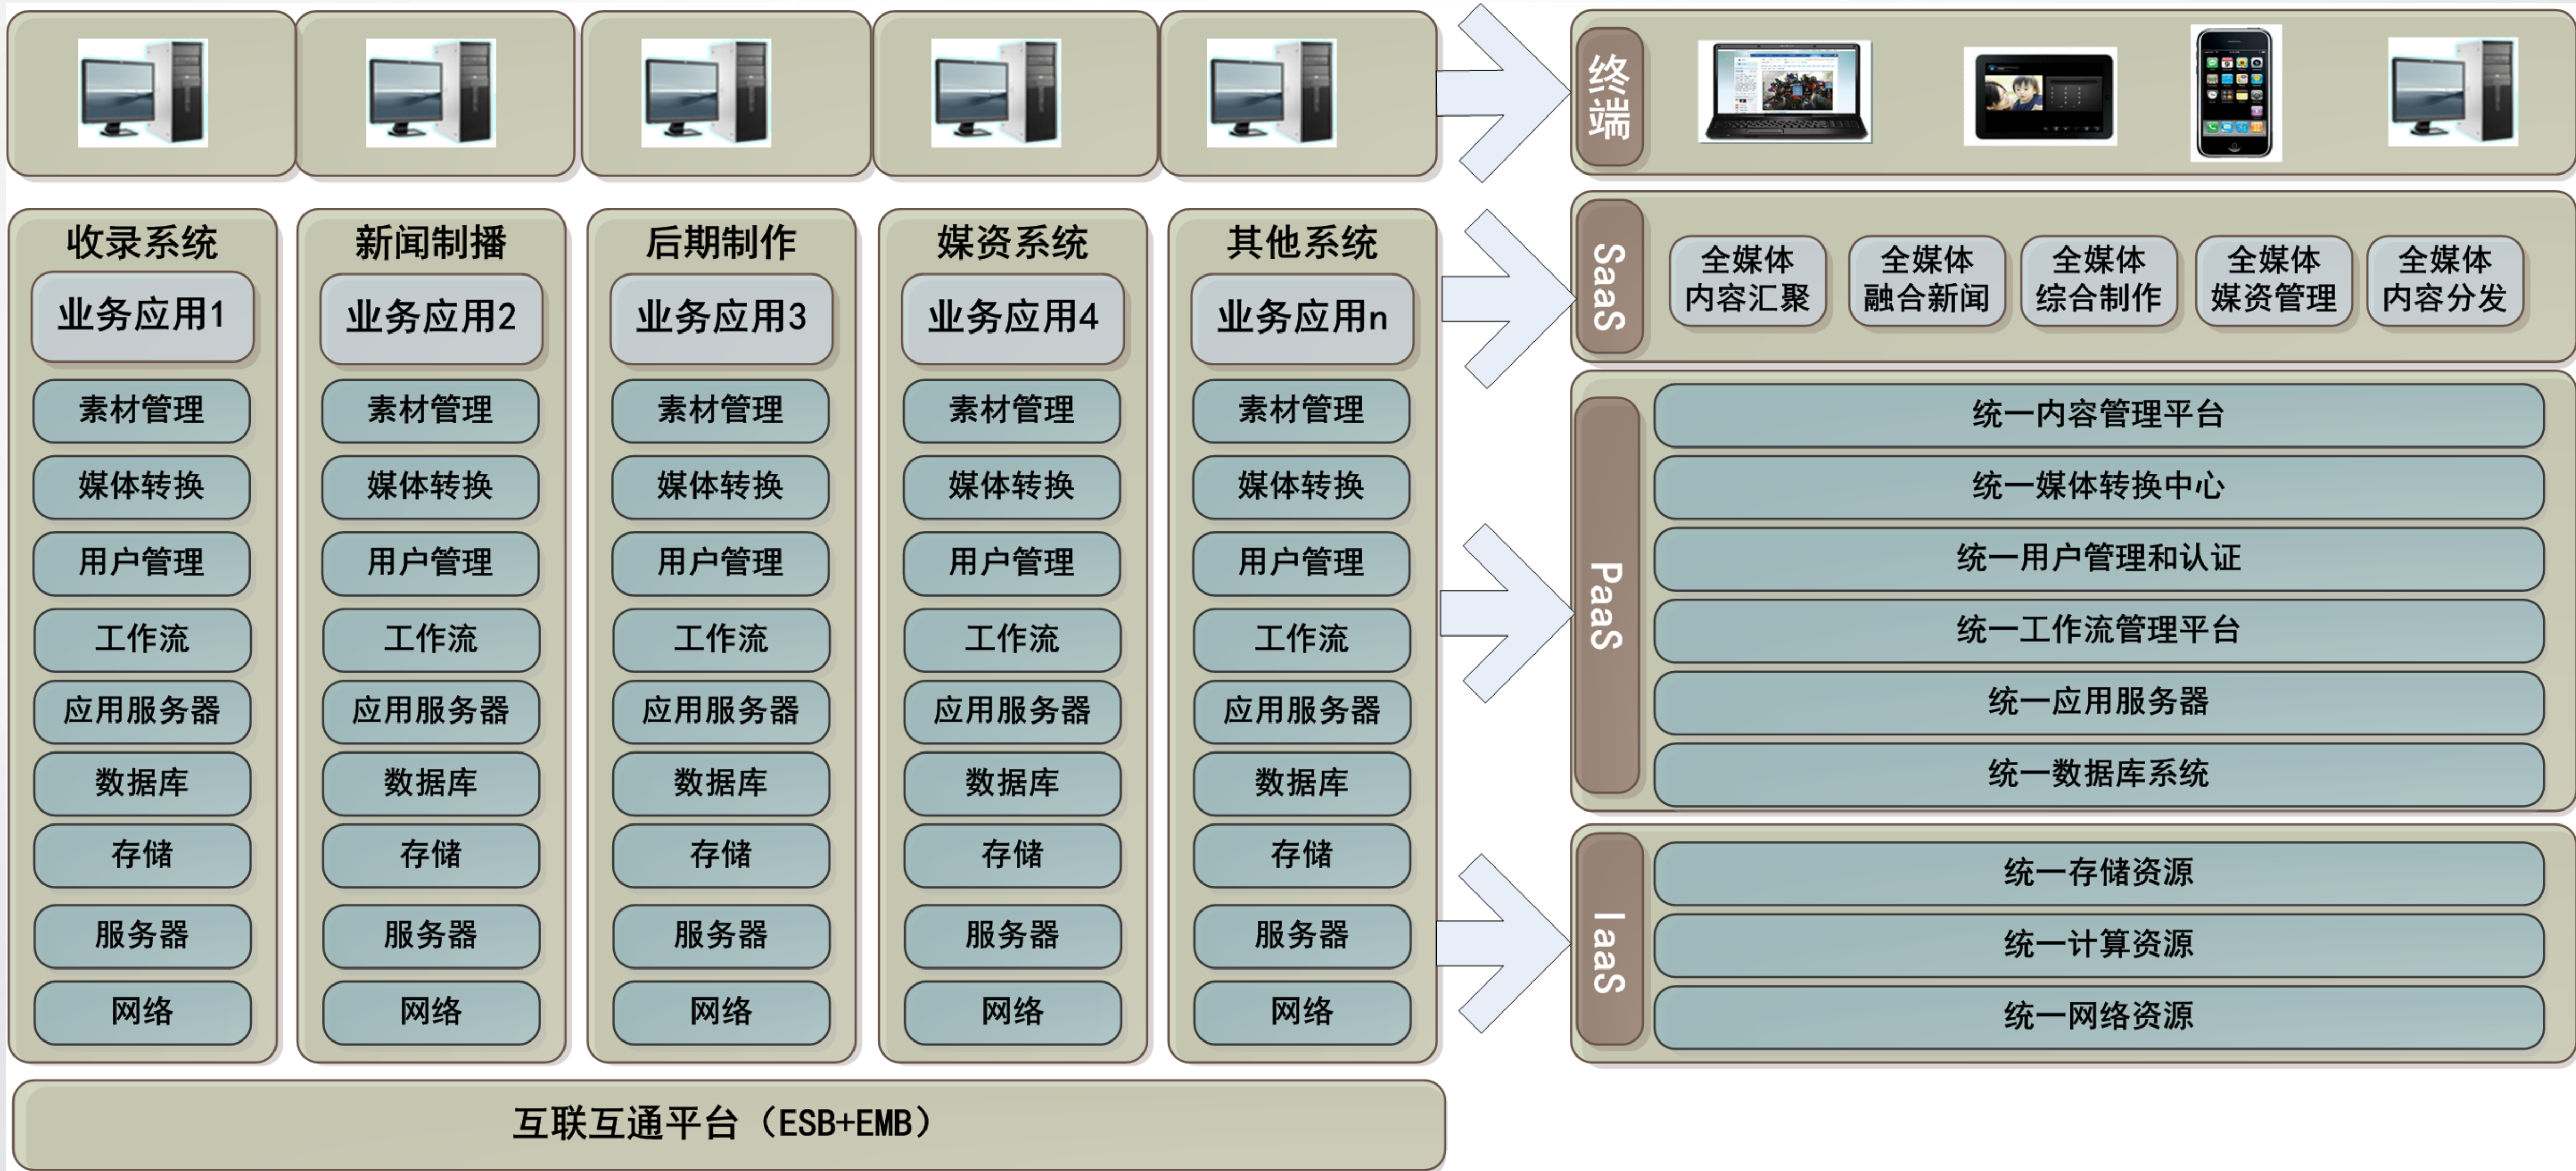 终端
收录系统
新闻制播
后期制作
媒资系统
其他系统
业务应用1
业务应用2
业务应用3
业务应用4
业务应用n
素材管理
素材管理
素材管理
素材管理
素材管理
媒体转换
媒体转换
媒体转换
媒体转换
媒体转换
用户管理
用户管理
用户管理
用户管理
用户管理
工作流
工作流
工作流
工作流
工作流
应用服务器
应用服务器
应用服务器
应用服务器
应用服务器
数据库
数据库
数据库
数据库
数据库
存储
存储
存储
存储
存储
服务器
服务器
服务器
服务器
服务器
网络
网络
网络
网络
网络
互联互通平台（ESB+EMB）
SaaS
全媒体
内容汇聚
全媒体
融合新闻
全媒体
综合制作
全媒体
媒资管理
全媒体
内容分发
PaaS
统一内容管理平台
统一媒体转换中心
统一用户管理和认证
统一工作流管理平台
统一应用服务器
统一数据库系统
IaaS
统一存储资源
统一计算资源
统一网络资源